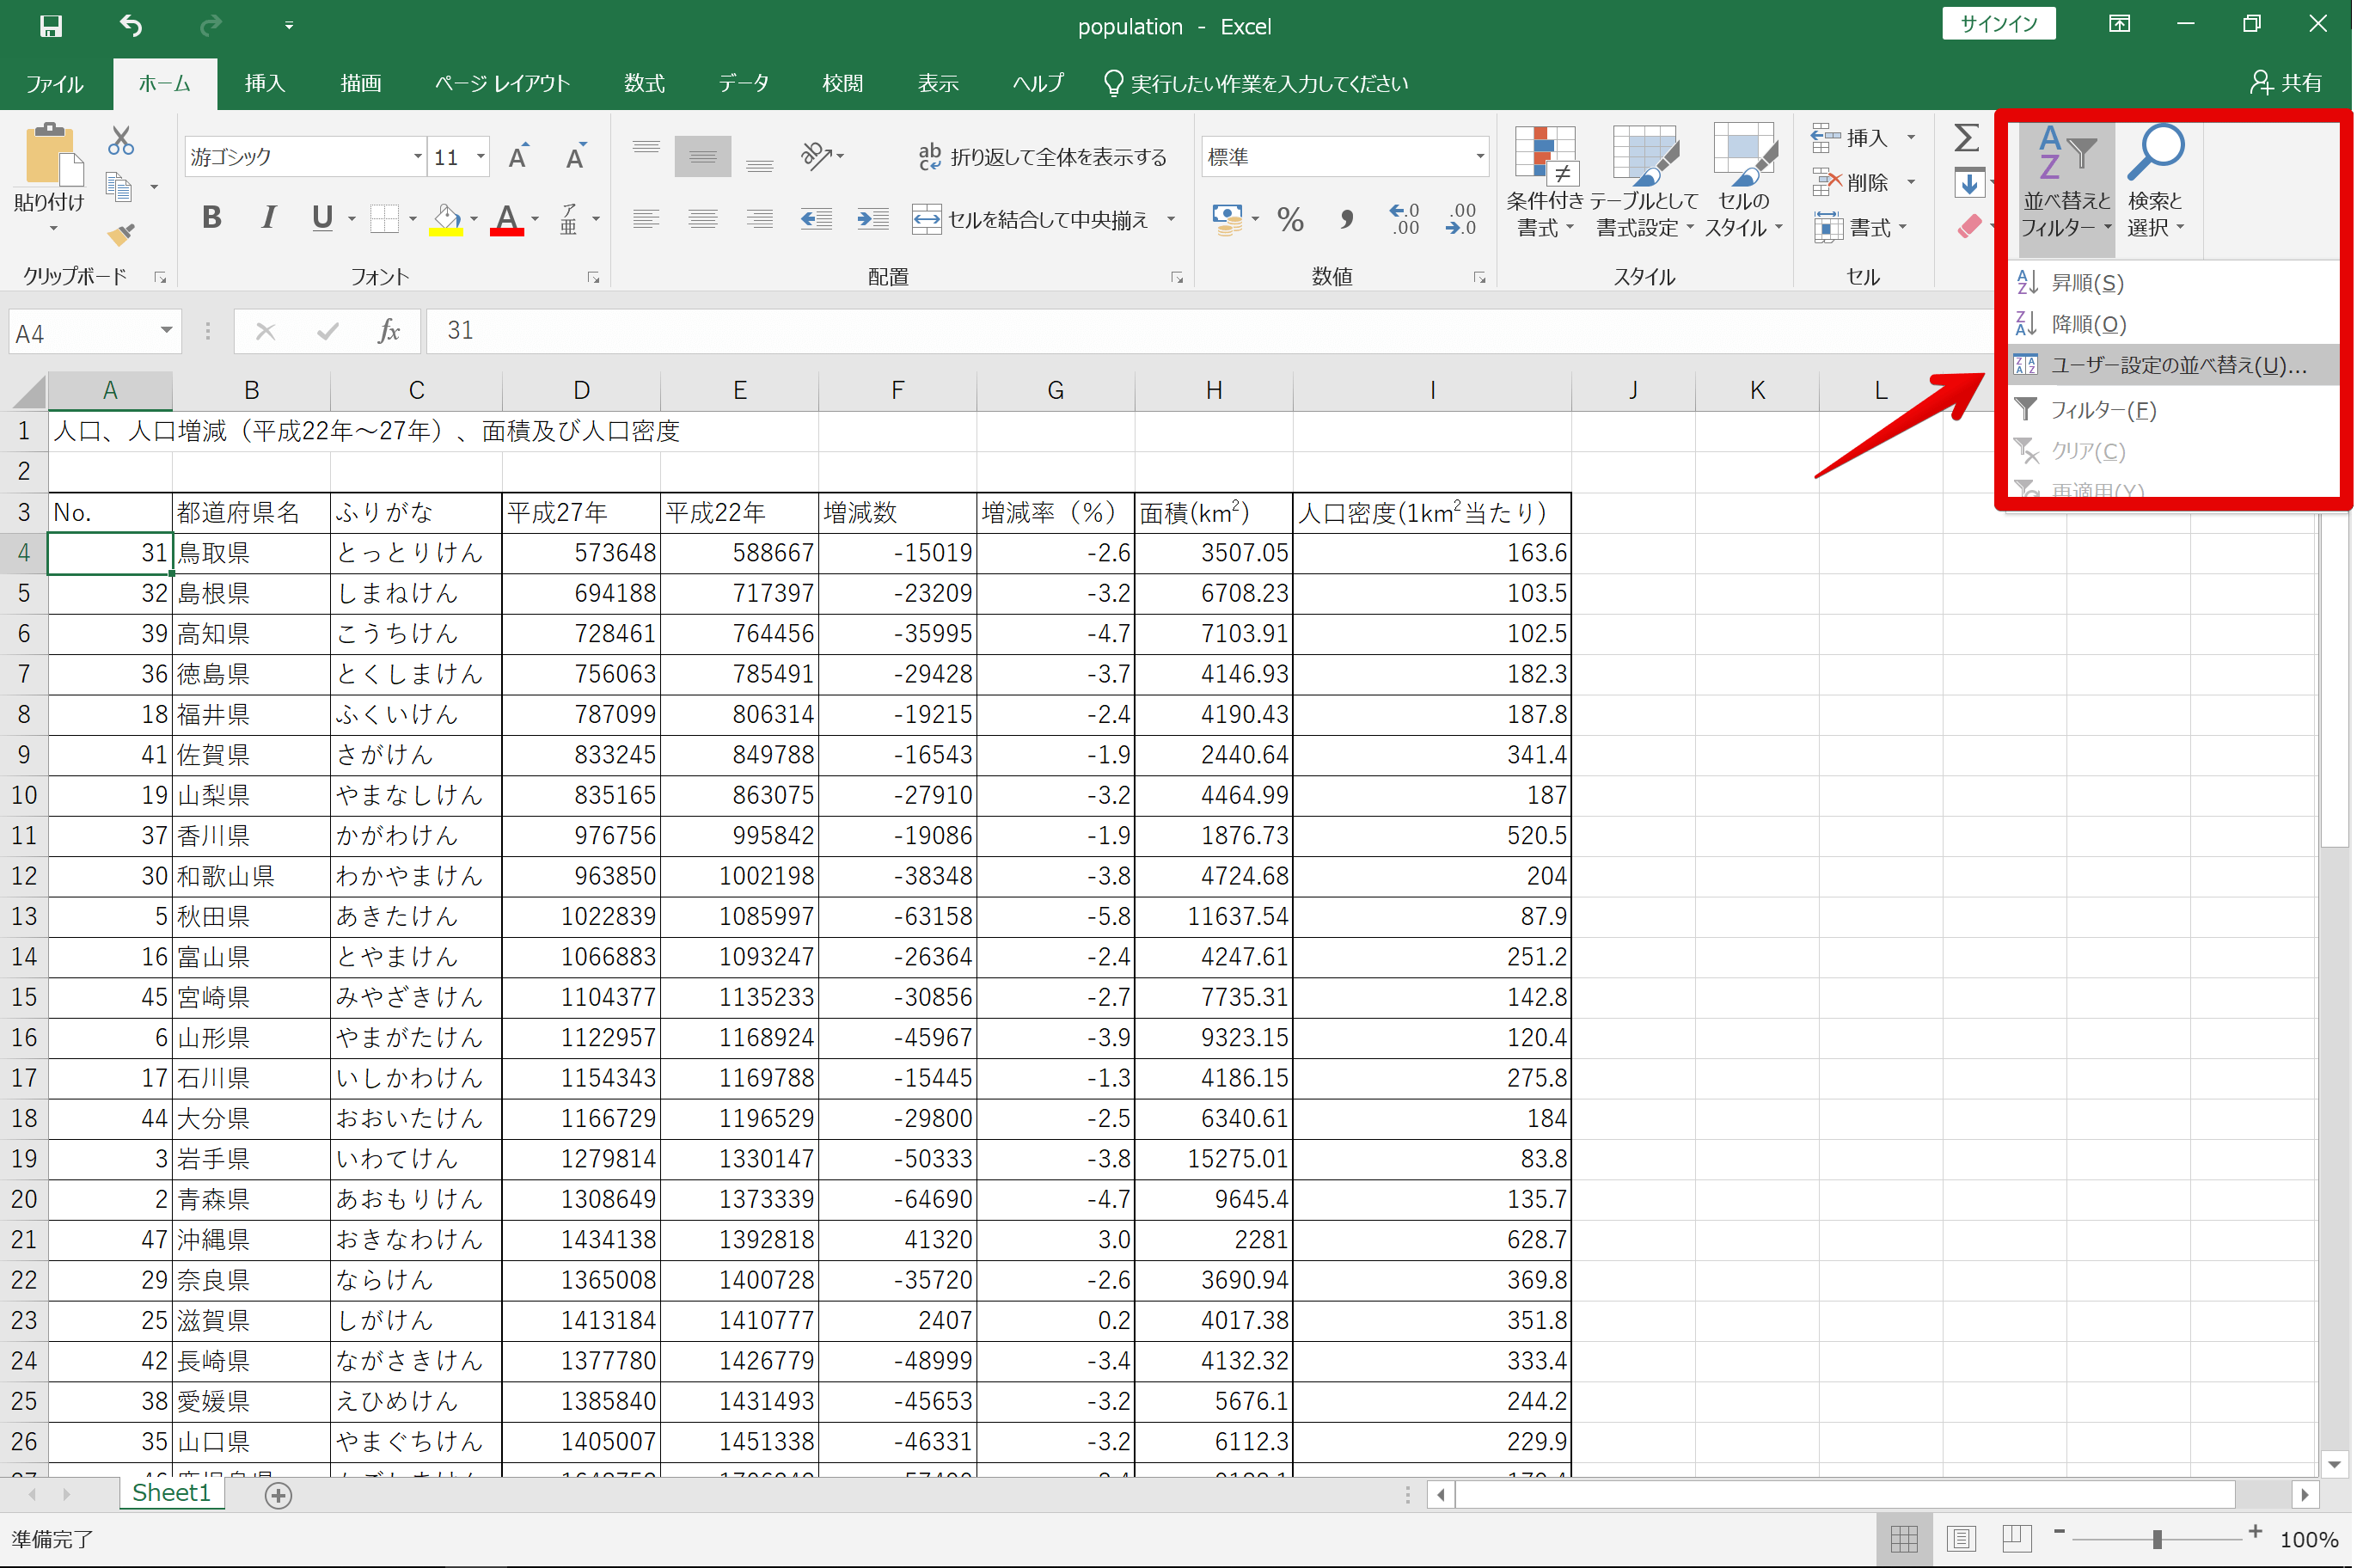 population - Excel
サインイン
ファイル ホーム 挿入 描画 ページ レイアウト 数式 データ 校閲 表示 ヘルプ 実行したい作業を入力してください 共有
貼り付け
クリップボード
游ゴシック 11
B I U A ア亜
フォント
折り返して全体を表示する
セルを結合して中央揃え
配置
標準
% , .0 .00 .00 .0
数値
条件付き書式 テーブルとして書式設定 セルのスタイル
スタイル
挿入
削除
書式
セル
並べ替えとフィルター
検索と選択
昇順(S)
降順(O)
ユーザー設定の並べ替え(U)...
フィルター(F)
クリア(C)
再適用(Y)
A4 fx 31
A B C D E F G H I J K L
1 人口、人口増減（平成22年～27年）、面積及び人口密度
2
3 No. 都道府県名 ふりがな 平成27年 平成22年 増減数 増減率（％） 面積(km²) 人口密度(1km²当たり)
4 31 鳥取県 とっとりけん 573648 588667 -15019 -2.6 3507.05 163.6
5 32 島根県 しまねけん 694188 717397 -23209 -3.2 6708.23 103.5
6 39 高知県 こうちけん 728461 764456 -35995 -4.7 7103.91 102.5
7 36 徳島県 とくしまけん 756063 785491 -29428 -3.7 4146.93 182.3
8 18 福井県 ふくいけん 787099 806314 -19215 -2.4 4190.43 187.8
9 41 佐賀県 さがけん 833245 849788 -16543 -1.9 2440.64 341.4
10 19 山梨県 やまなしけん 835165 863075 -27910 -3.2 4464.99 187
11 37 香川県 かがわけん 976756 995842 -19086 -1.9 1876.73 520.5
12 30 和歌山県 わかやまけん 963850 1002198 -38348 -3.8 4724.68 204
13 5 秋田県 あきたけん 1022839 1085997 -63158 -5.8 11637.54 87.9
14 16 富山県 とやまけん 1066883 1093247 -26364 -2.4 4247.61 251.2
15 45 宮崎県 みやざきけん 1104377 1135233 -30856 -2.7 7735.31 142.8
16 6 山形県 やまがたけん 1122957 1168924 -45967 -3.9 9323.15 120.4
17 17 石川県 いしかわけん 1154343 1169788 -15445 -1.3 4186.15 275.8
18 44 大分県 おおいたけん 1166729 1196529 -29800 -2.5 6340.61 184
19 3 岩手県 いわてけん 1279814 1330147 -50333 -3.8 15275.01 83.8
20 2 青森県 あおもりけん 1308649 1373339 -64690 -4.7 9645.4 135.7
21 47 沖縄県 おきなわけん 1434138 1392818 41320 3.0 2281 628.7
22 29 奈良県 ならけん 1365008 1400728 -35720 -2.6 3690.94 369.8
23 25 滋賀県 しがけん 1413184 1410777 2407 0.2 4017.38 351.8
24 42 長崎県 ながさきけん 1377780 1426779 -48999 -3.4 4132.32 333.4
25 38 愛媛県 えひめけん 1385840 1431493 -45653 -3.2 5676.1 244.2
26 35 山口県 やまぐちけん 1405007 1451338 -46331 -3.2 6112.3 229.9
Sheet1
準備完了
100%